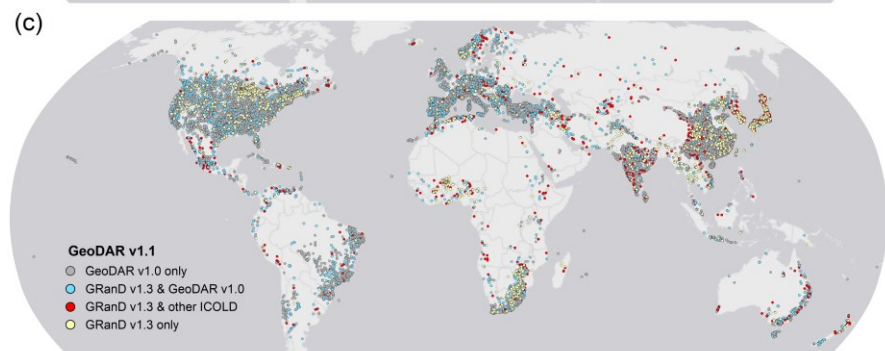 (c)
GeoDAR v1.1
GeoDAR v1.0 only
GRanD v1.3 & GeoDAR v1.0
GRanD v1.3 & other ICOLD
GRanD v1.3 only